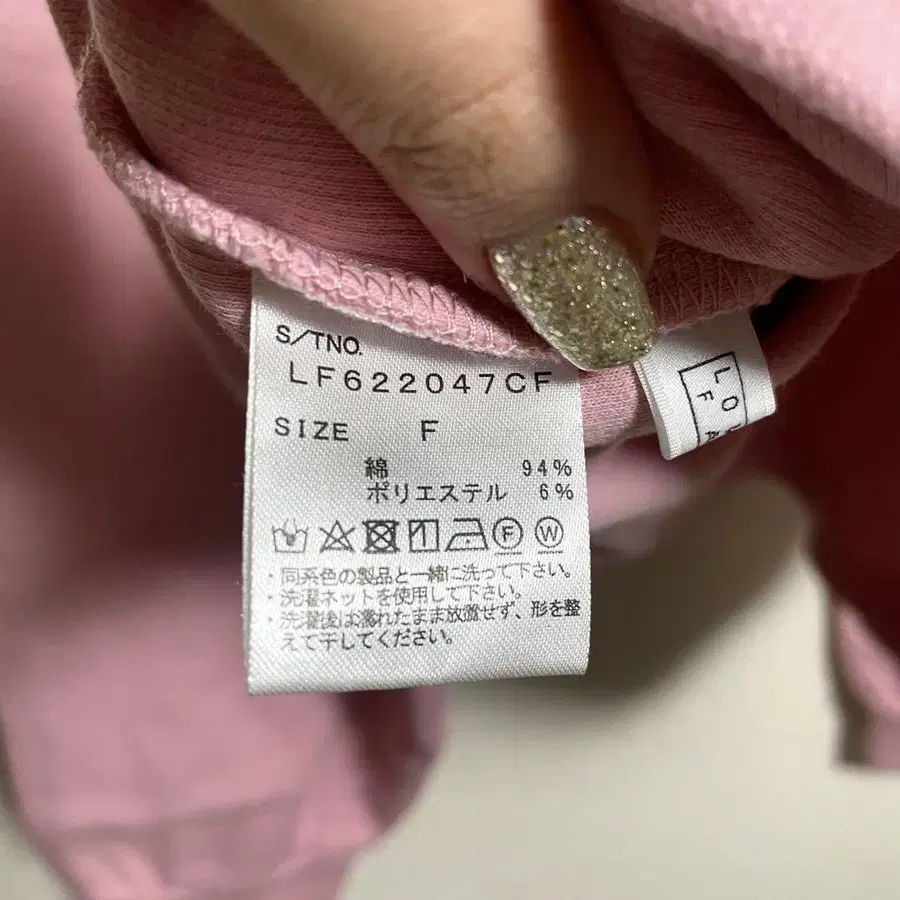 S/TNO.
LF622047CF
SIZE F
綿 94%
ポリエステル 6%
F W
・同系色の製品と一緒に洗って下さい。
・洗濯ネットを使用して下さい。
・洗濯後は濡れたまま放置せず、形を整
えて干してください。